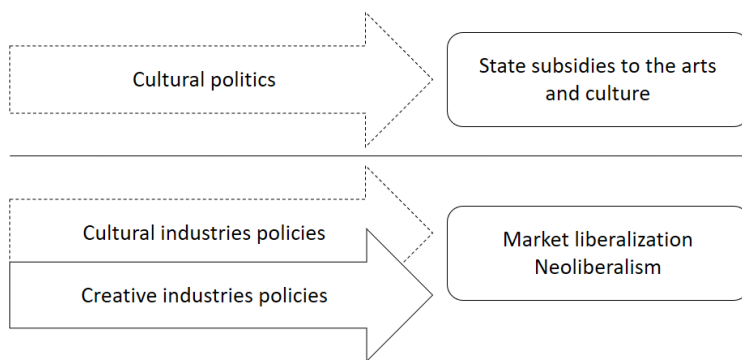 Cultural politics
State subsidies to the arts
and culture
Cultural industries policies
Creative industries policies
Market liberalization
Neoliberalism